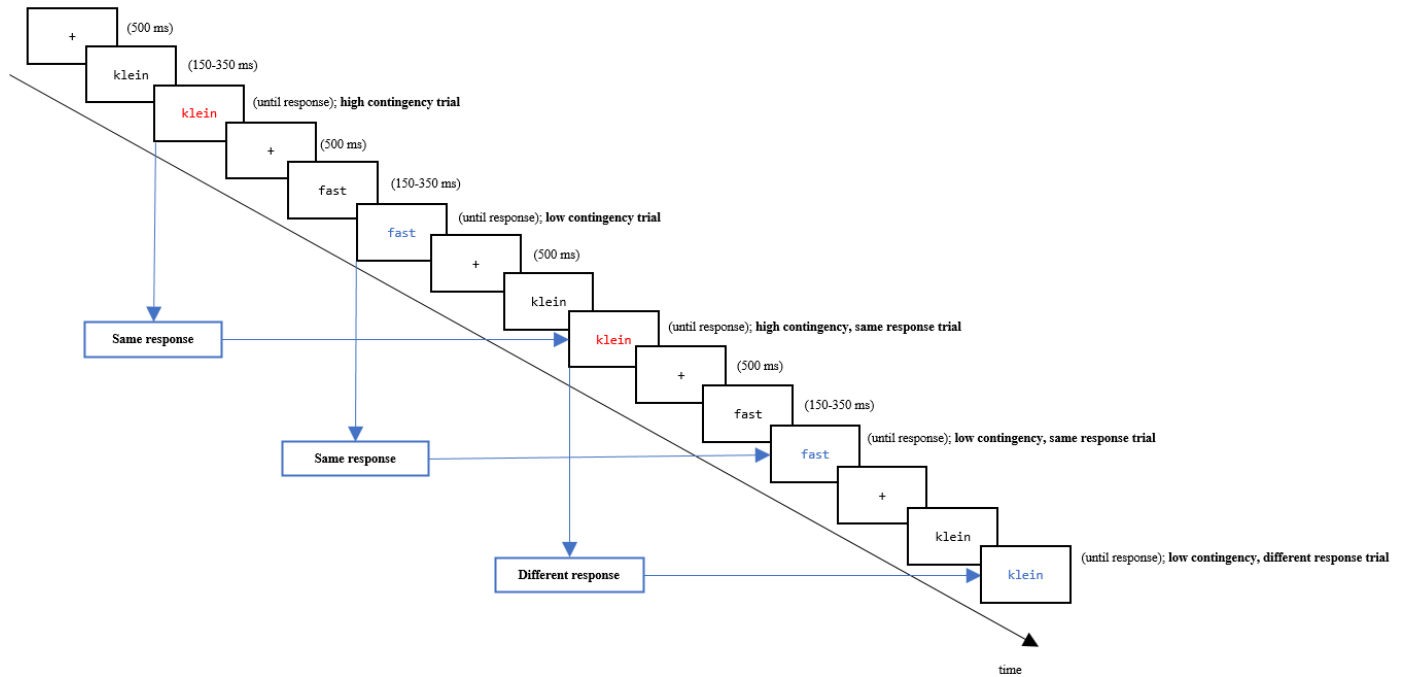 +
(500 ms)
klein
(150-350 ms)
klein
(until response); high contingency trial
+
(500 ms)
fast
(150-350 ms)
fast
(until response); low contingency trial
+
(500 ms)
klein
klein
(until response); high contingency, same response trial
Same response
+
(500 ms)
fast
(150-350 ms)
fast
(until response); low contingency, same response trial
Same response
+
klein
klein
(until response); low contingency, different response trial
Different response
time